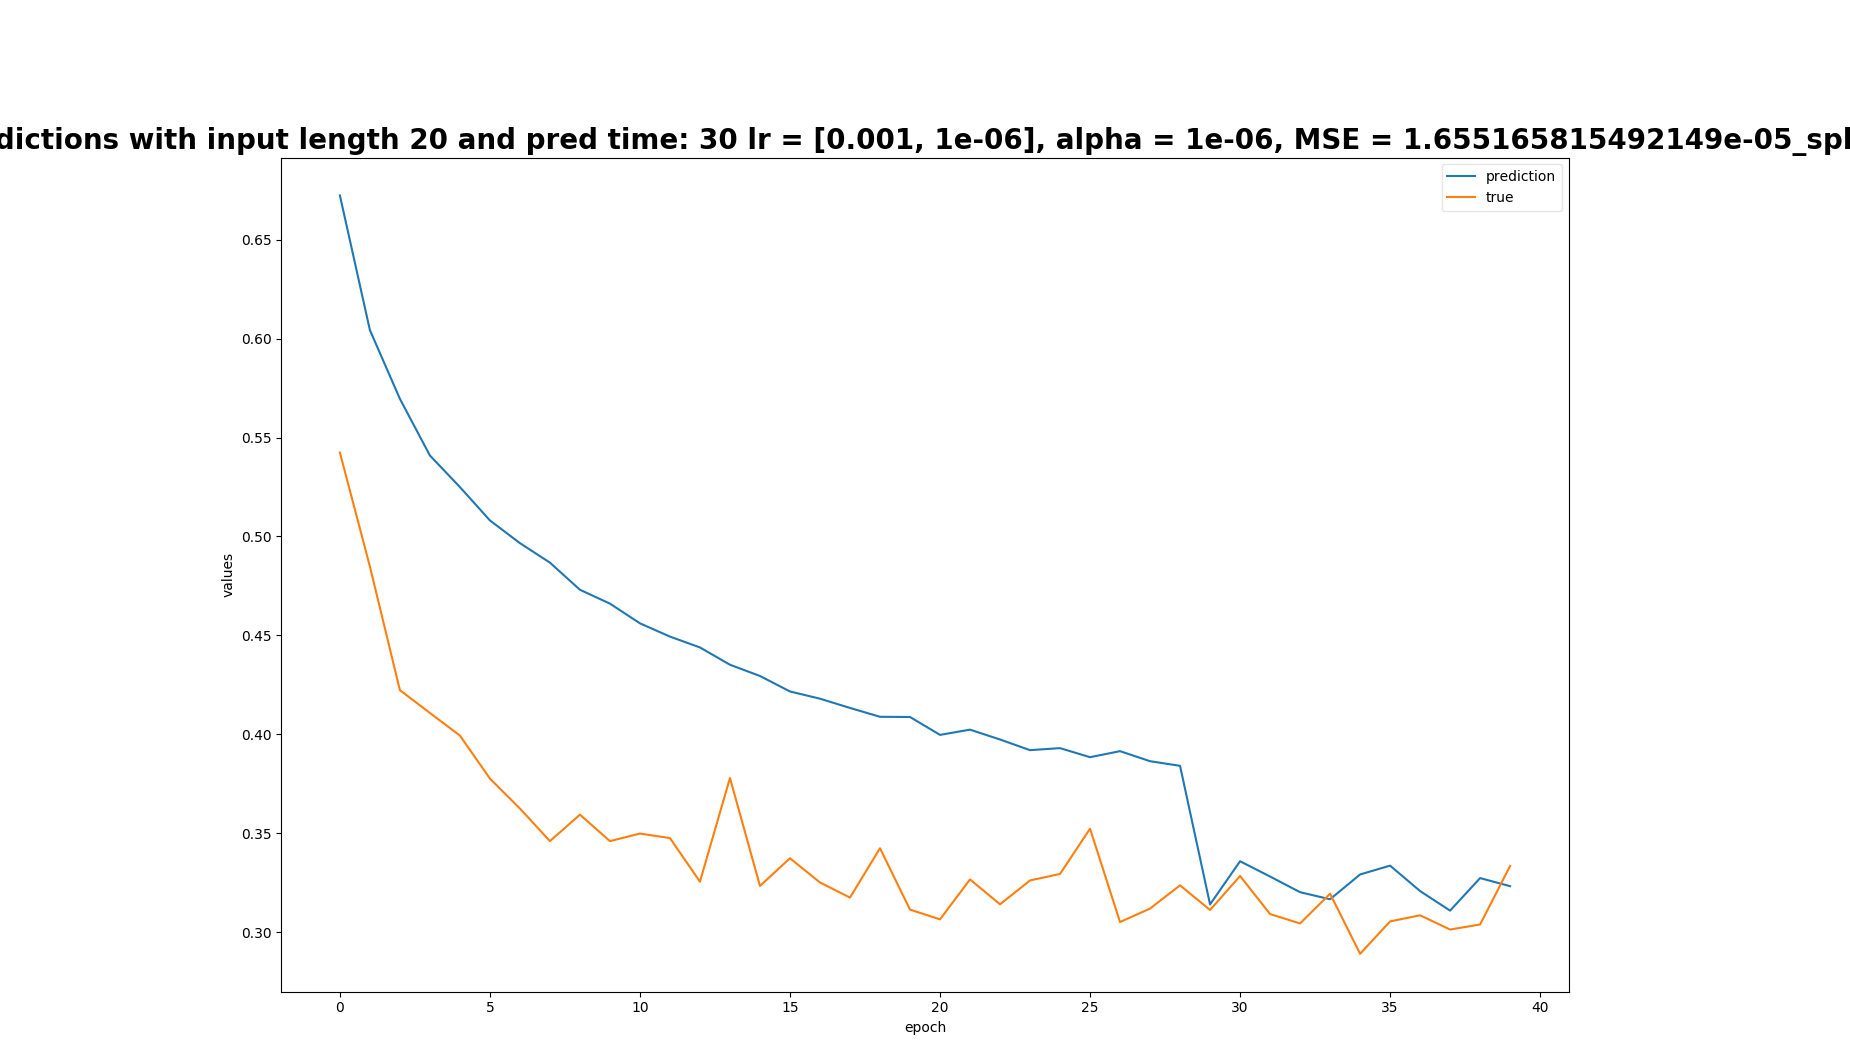 dictions with input length 20 and pred time: 30 lr = [0.001, 1e-06], alpha = 1e-06, MSE = 1.655165815492149e-05_spl
prediction
true
0.65
0.60
0.55
0.50
0.45
0.40
0.35
0.30
values
0 5 10 15 20 25 30 35 40
epoch